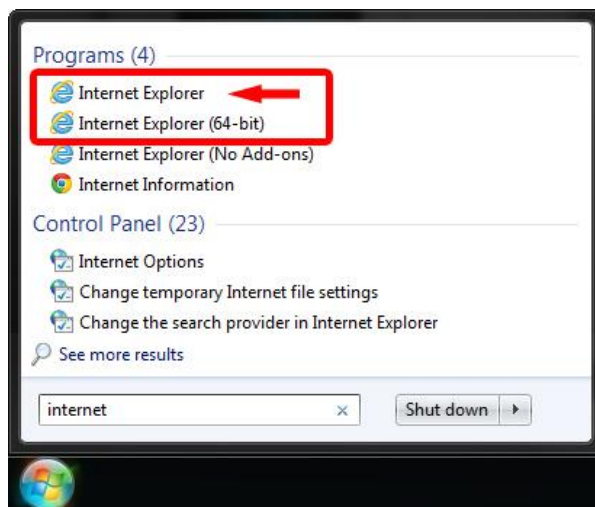 Programs (4)
Internet Explorer
Internet Explorer (64-bit)
Internet Explorer (No Add-ons)
Internet Information
Control Panel (23)
Internet Options
Change temporary Internet file settings
Change the search provider in Internet Explorer
See more results
internet
Shut down